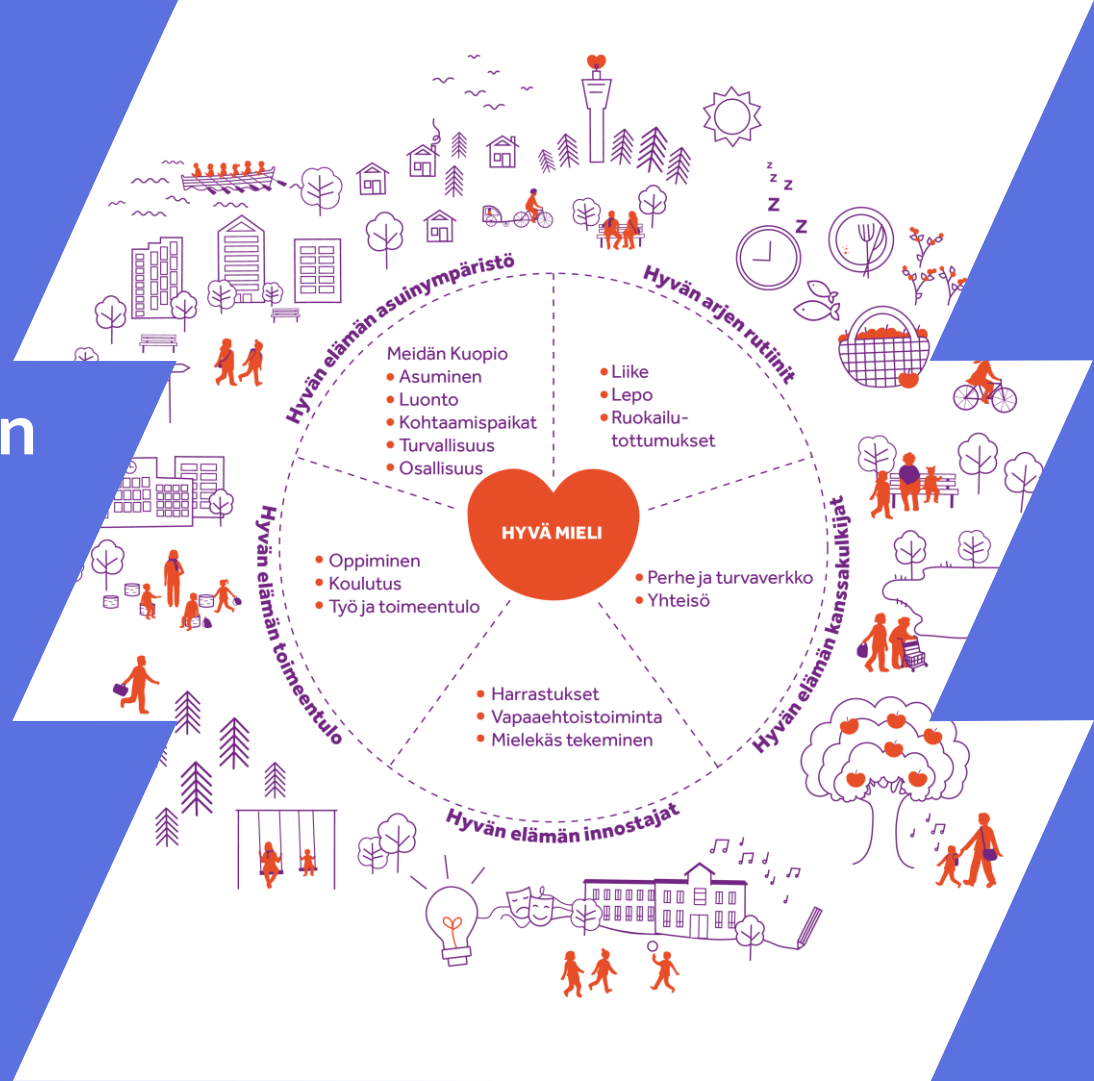 n
z
z
z
z
z
Hyvän elämän asuinympäristö
Meidän Kuopio
Asuminen
Luonto
Kohtaamispaikat
Turvallisuus
Osallisuus
Hyvän arjen rutiinit
Liike
Lepo
Ruokailu-
tottumukset
HYVÄ MIELI
Hyvän elämän toimeentulo
Oppiminen
Koulutus
Työ ja toimeentulo
Hyvän elämän kanssakulkijat
Perhe ja turvaverkko
Yhteisö
Harrastukset
Vapaaehtoistoiminta
Mielekäs tekeminen
Hyvän elämän innostajat